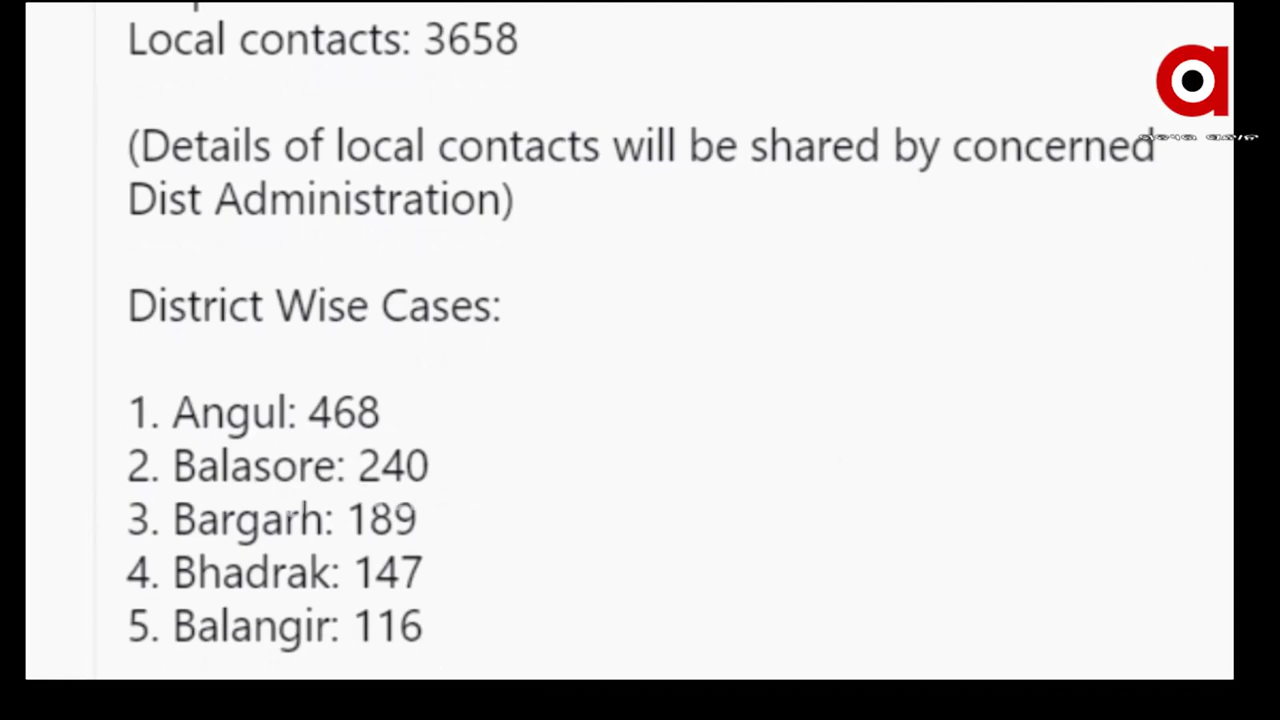 Local contacts: 3658
(Details of local contacts will be shared by concerned
Dist Administration)
District Wise Cases:
1. Angul: 468
2. Balasore: 240
3. Bargarh: 189
4. Bhadrak: 147
5. Balangir: 116